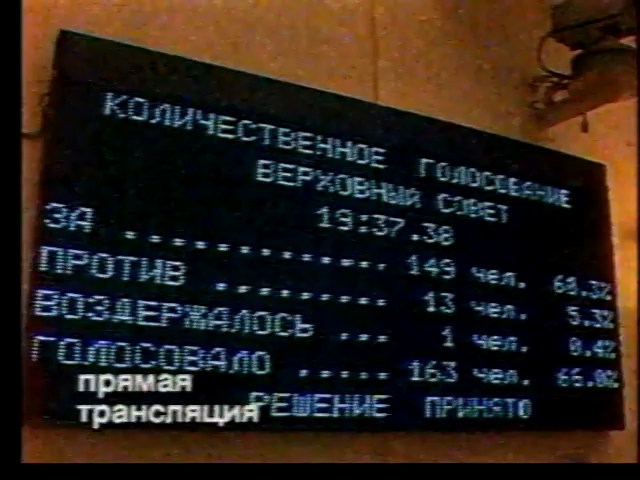 КОЛИЧЕСТВЕННОЕ ГОЛОСОВАНИЕ
ВЕРХОВНЫЙ СОВЕТ
19:37.30
ЗА ............. 149 чел. 60.3%
ПРОТИВ ......... 13 чел. 5.3%
ВОЗДЕРЖАЛОСЬ ... 1 чел. 0.4%
ГОЛОСОВАЛО ..... 163 чел. 66.0%
РЕШЕНИЕ ПРИНЯТО
прямая
трансляция